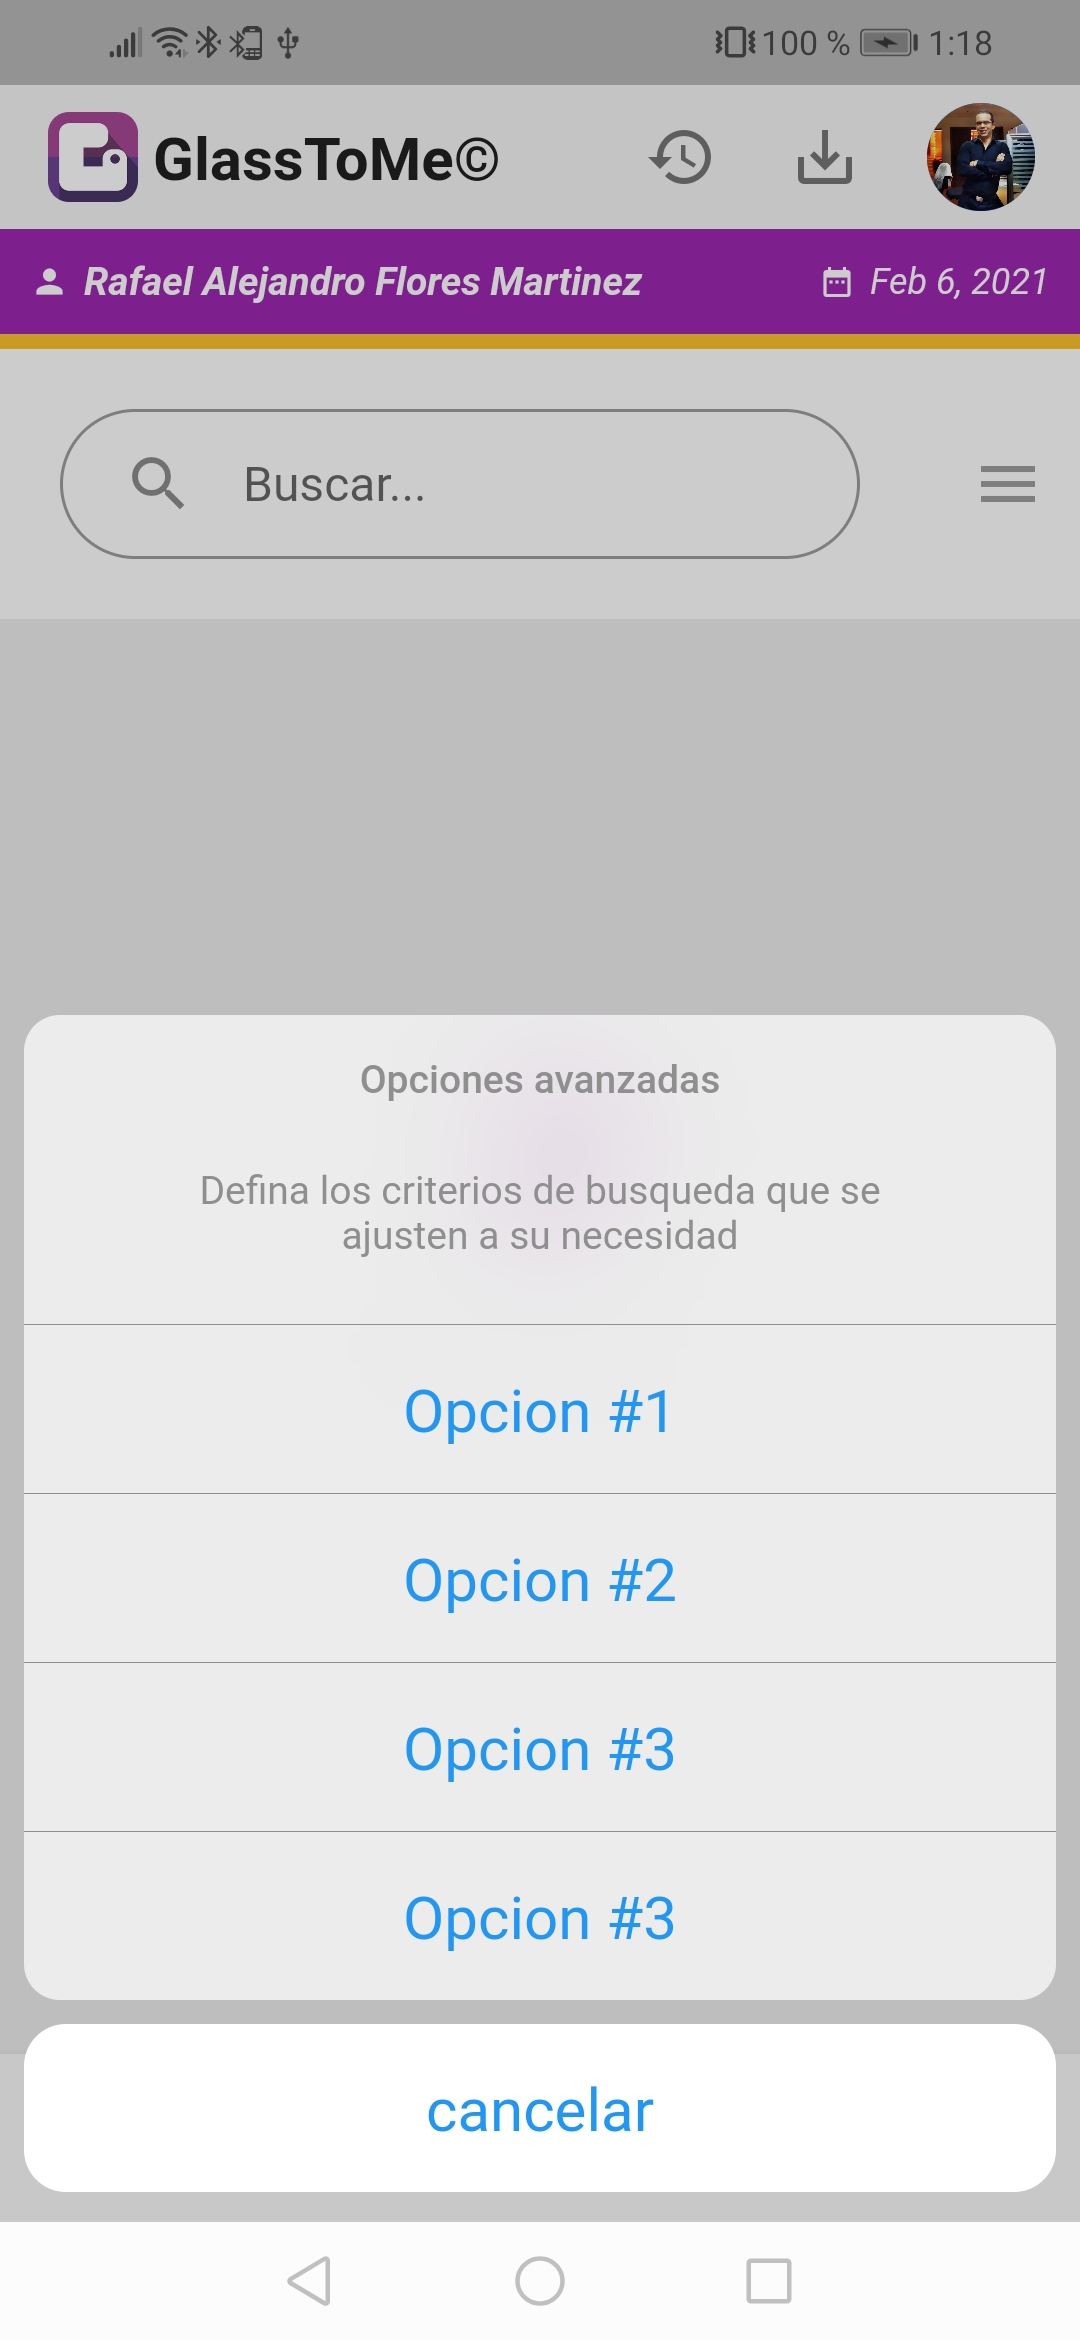 100 % 1:18
GlassToMe©
Rafael Alejandro Flores Martinez Feb 6, 2021
Buscar...
Opciones avanzadas
Defina los criterios de busqueda que se
ajusten a su necesidad
Opcion #1
Opcion #2
Opcion #3
Opcion #3
cancelar